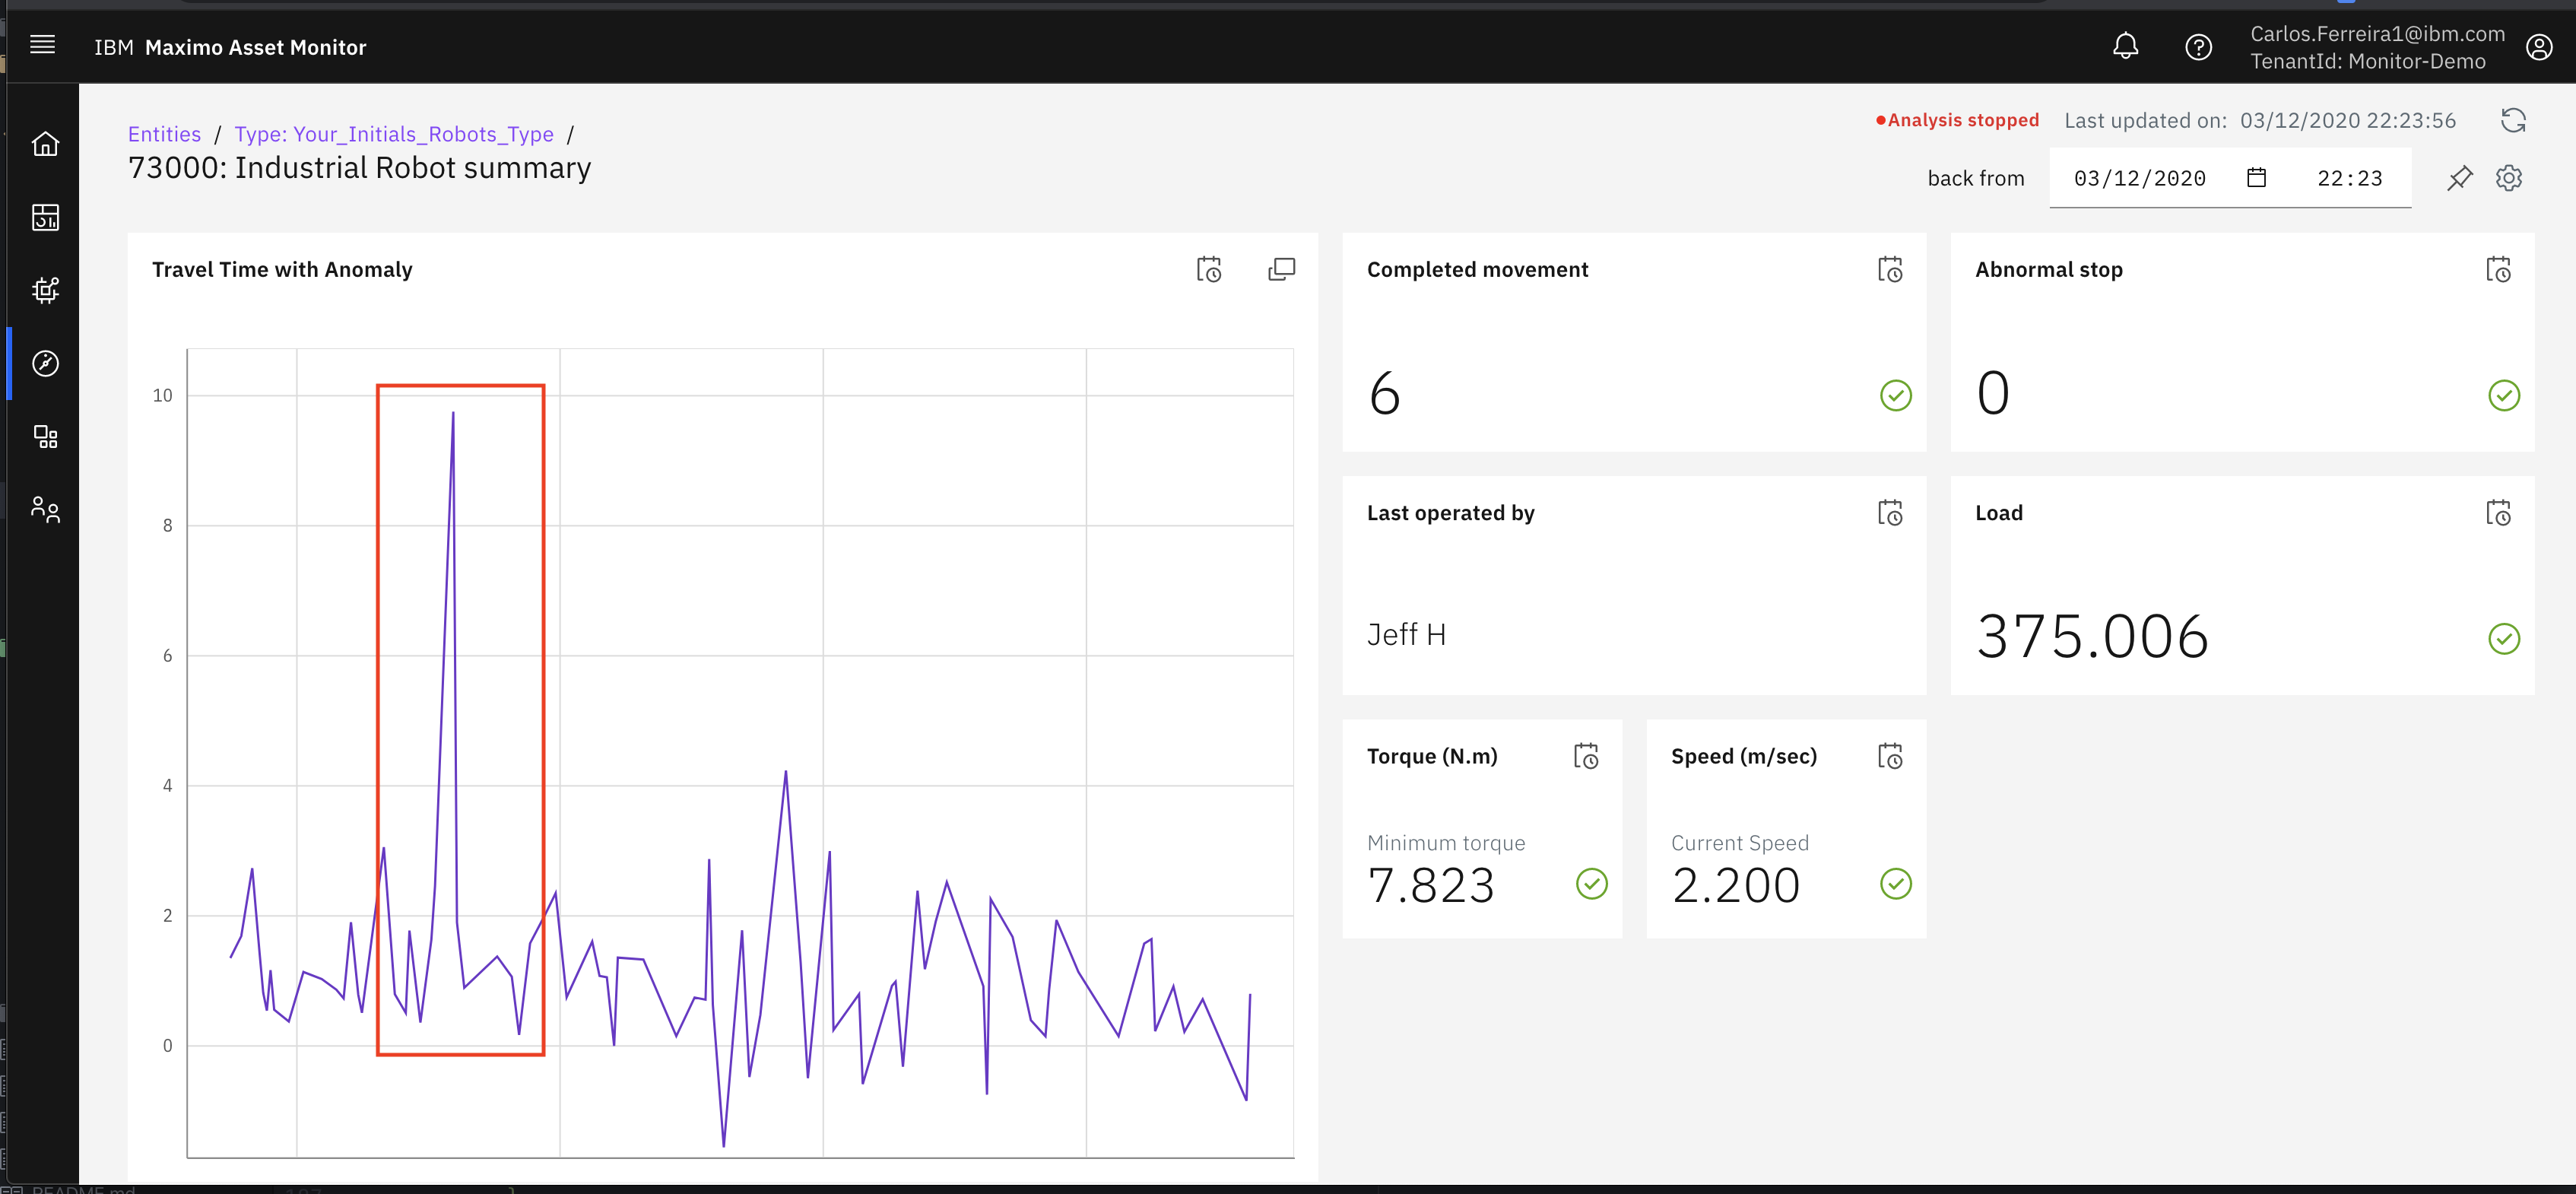 IBM Maximo Asset Monitor
Carlos.Ferreira1@ibm.com
TenantId: Monitor-Demo
Analysis stopped
Last updated on: 03/12/2020 22:23:56
Entities / Type: Your_Initials_Robots_Type /
73000: Industrial Robot summary
back from 03/12/2020 22:23
Travel Time with Anomaly
10
8
6
4
2
0
Completed movement
6
Abnormal stop
0
Last operated by
Jeff H
Load
375.006
Torque (N.m)
Minimum torque
7.823
Speed (m/sec)
Current Speed
2.200